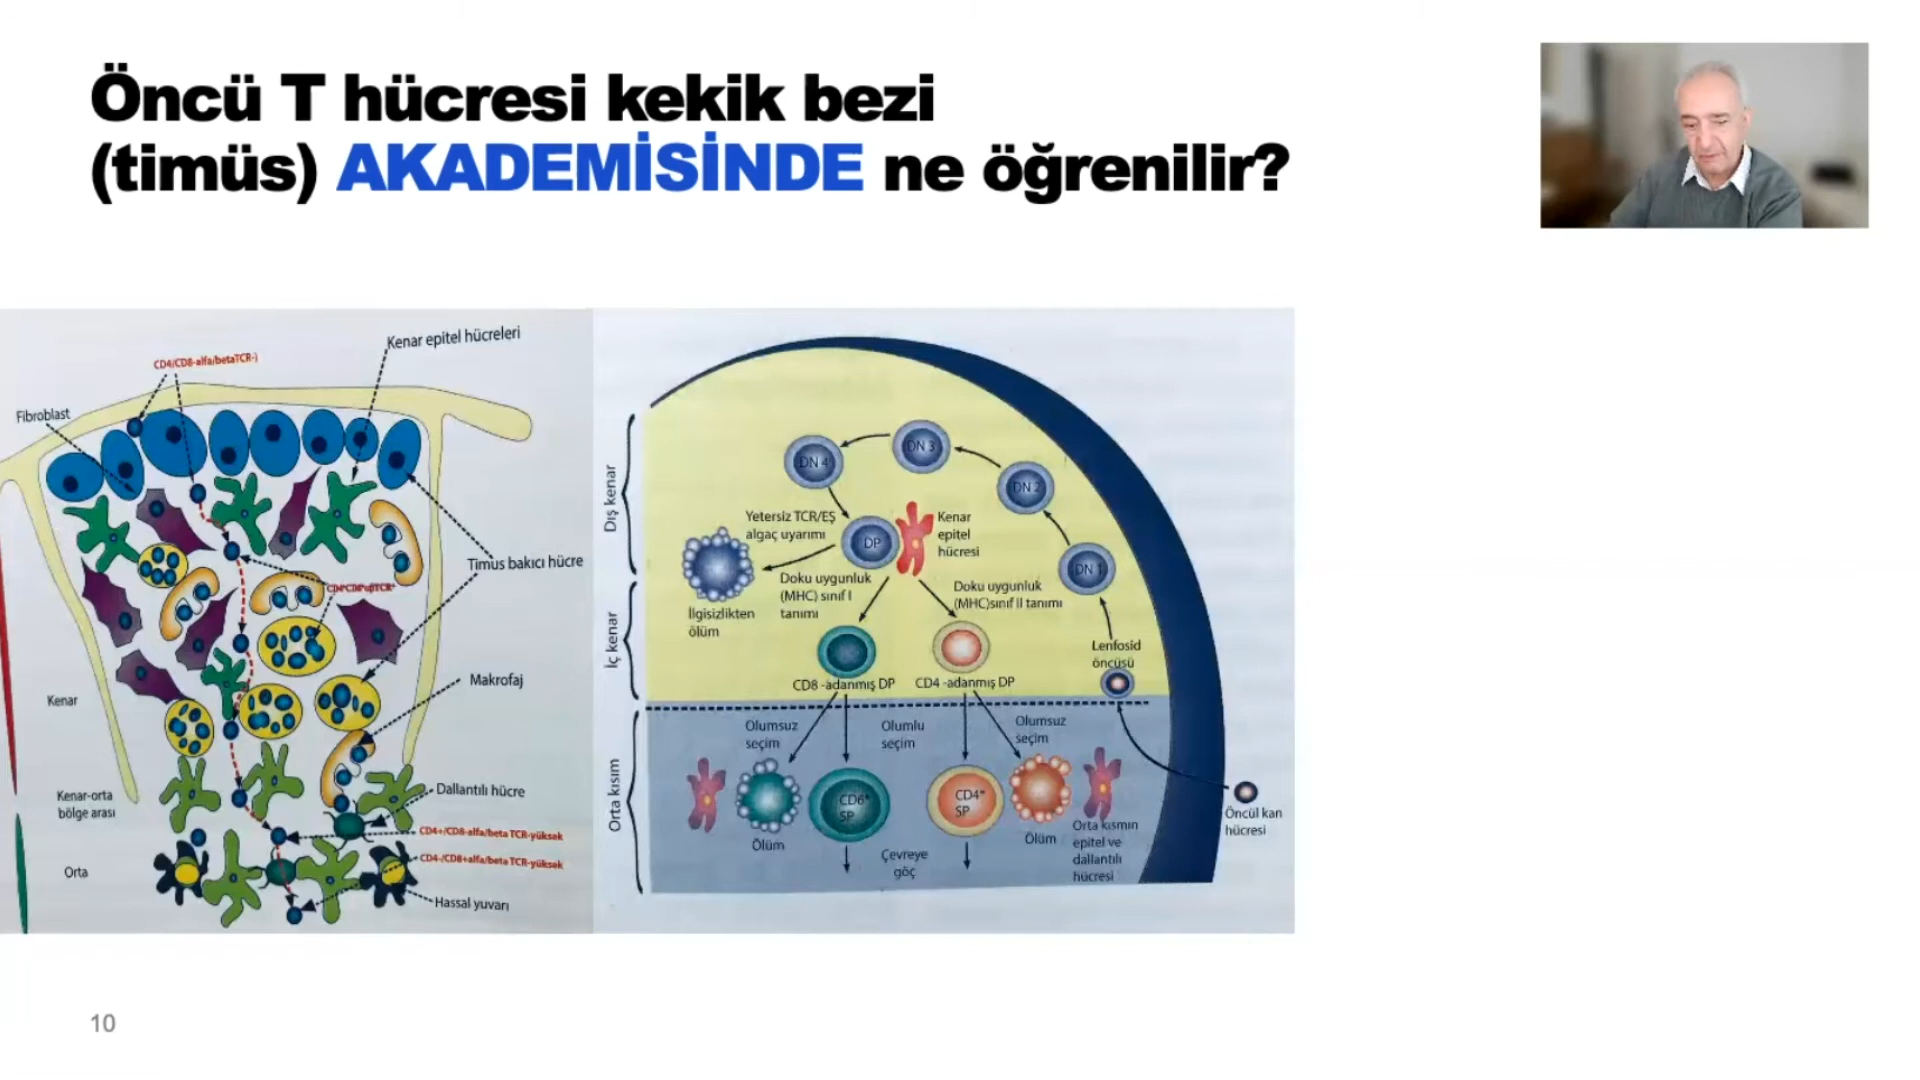 Öncü T hücresi kekik bezi
(timüs) AKADEMİSİNDE ne öğrenilir?
CD4/CD8-alfa/betaTCR-)
Kenar epitel hücreleri
Fibroblast
Timus bakıcı hücre
Makrofaj
Kenar
Kenar-orta
bölge arası
Dallantılı hücre
CD4+/CD8-alfa/beta TCR-yüksek
CD4-/CD8+alfa/beta TCR-yüksek
Orta
Hassal yuvarı
Dış kenar
İç kenar
Orta kısım
DN 4
DN 3
DN 2
DN 1
DP
Yetersiz TCR/EŞ
algaç uyarımı
Kenar
epitel
hücresi
İlgisizlikten
ölüm
Doku uygunluk
(MHC) sınıf I
tanımı
Doku uygunluk
(MHC)sınıf II tanımı
Lenfosid
öncüsü
CD8 -adanmış DP
CD4 -adanmış DP
Olumsuz
seçim
Olumlu
seçim
Olumsuz
seçim
CD6+
SP
CD4+
SP
Ölüm
Ölüm
Çevreye
göç
Orta kısmın
epitel ve
dallantılı
hücresi
Öncül kan
hücresi
10